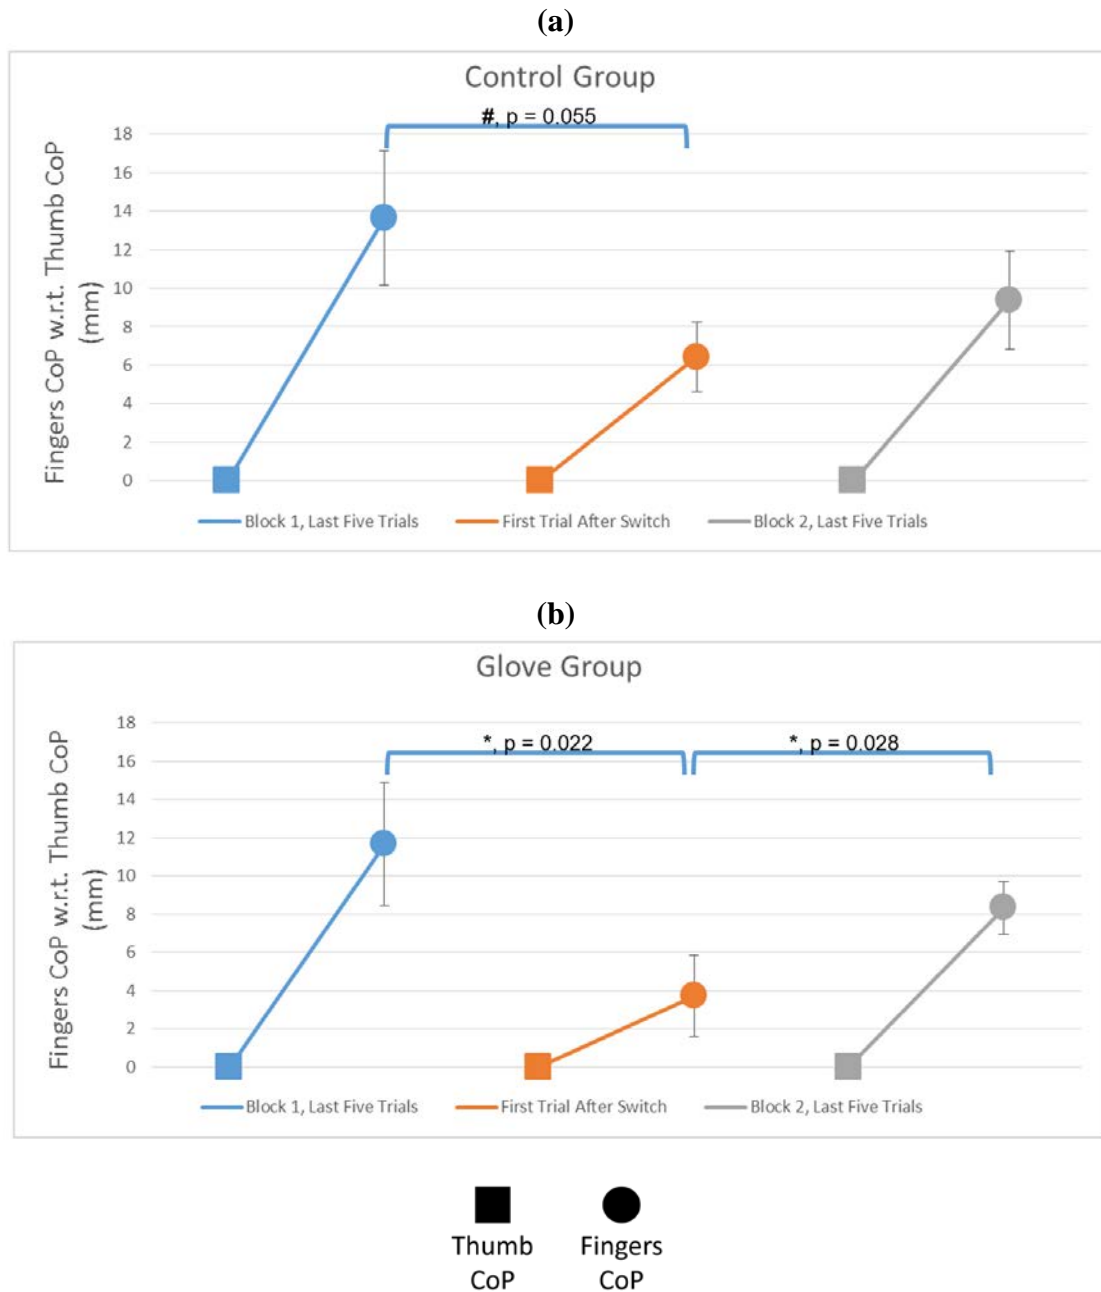 (a)
Control Group
#, p = 0.055
Fingers CoP w.r.t. Thumb CoP
(mm)
18
16
14
12
10
8
6
4
2
0
Block 1, Last Five Trials
First Trial After Switch
Block 2, Last Five Trials
(b)
Glove Group
*, p = 0.022
*, p = 0.028
Fingers CoP w.r.t. Thumb CoP
(mm)
18
16
14
12
10
8
6
4
2
0
Block 1, Last Five Trials
First Trial After Switch
Block 2, Last Five Trials
Thumb
CoP
Fingers
CoP